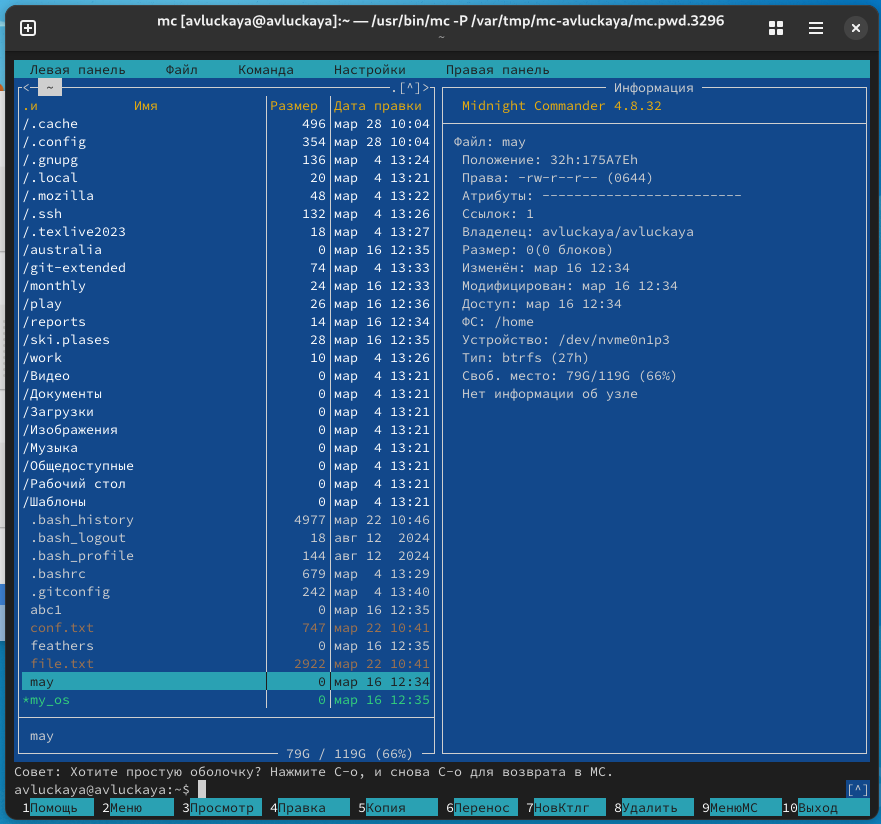 mc [avluckaya@avluckaya]:~ — /usr/bin/mc -P /var/tmp/mc-avluckaya/mc.pwd.3296
~
Левая панель Файл Команда Настройки Правая панель
<─ ~ .[^]>
.и Имя Размер Дата правки
/.cache 496 мар 28 10:04
/.config 354 мар 28 10:04
/.gnupg 136 мар 4 13:24
/.local 20 мар 4 13:21
/.mozilla 48 мар 4 13:22
/.ssh 132 мар 4 13:26
/.texlive2023 18 мар 4 13:27
/australia 0 мар 16 12:35
/git-extended 74 мар 4 13:33
/monthly 24 мар 16 12:33
/play 26 мар 16 12:36
/reports 14 мар 16 12:34
/ski.plases 28 мар 16 12:35
/work 10 мар 4 13:26
/Видео 0 мар 4 13:21
/Документы 0 мар 4 13:21
/Загрузки 0 мар 4 13:21
/Изображения 0 мар 4 13:21
/Музыка 0 мар 4 13:21
/Общедоступные 0 мар 4 13:21
/Рабочий стол 0 мар 4 13:21
/Шаблоны 0 мар 4 13:21
.bash_history 4977 мар 22 10:46
.bash_logout 18 авг 12 2024
.bash_profile 144 авг 12 2024
.bashrc 679 мар 4 13:29
.gitconfig 242 мар 4 13:40
abc1 0 мар 16 12:35
conf.txt 747 мар 22 10:41
feathers 0 мар 16 12:35
file.txt 2922 мар 22 10:41
may 0 мар 16 12:34
*my_os 0 мар 16 12:35
may
79G / 119G (66%)
Информация
Midnight Commander 4.8.32
Файл: may
Положение: 32h:175A7Eh
Права: -rw-r--r-- (0644)
Атрибуты: -------------------------
Ссылок: 1
Владелец: avluckaya/avluckaya
Размер: 0(0 блоков)
Изменён: мар 16 12:34
Модифицирован: мар 16 12:34
Доступ: мар 16 12:34
ФС: /home
Устройство: /dev/nvme0n1p3
Тип: btrfs (27h)
Своб. место: 79G/119G (66%)
Нет информации об узле
Совет: Хотите простую оболочку? Нажмите C-o, и снова C-o для возврата в MC.
avluckaya@avluckaya:~$ [^]
1Помощь 2Меню 3Просмотр 4Правка 5Копия 6Перенос 7НовКтлг 8Удалить 9МенюMC 10Выход